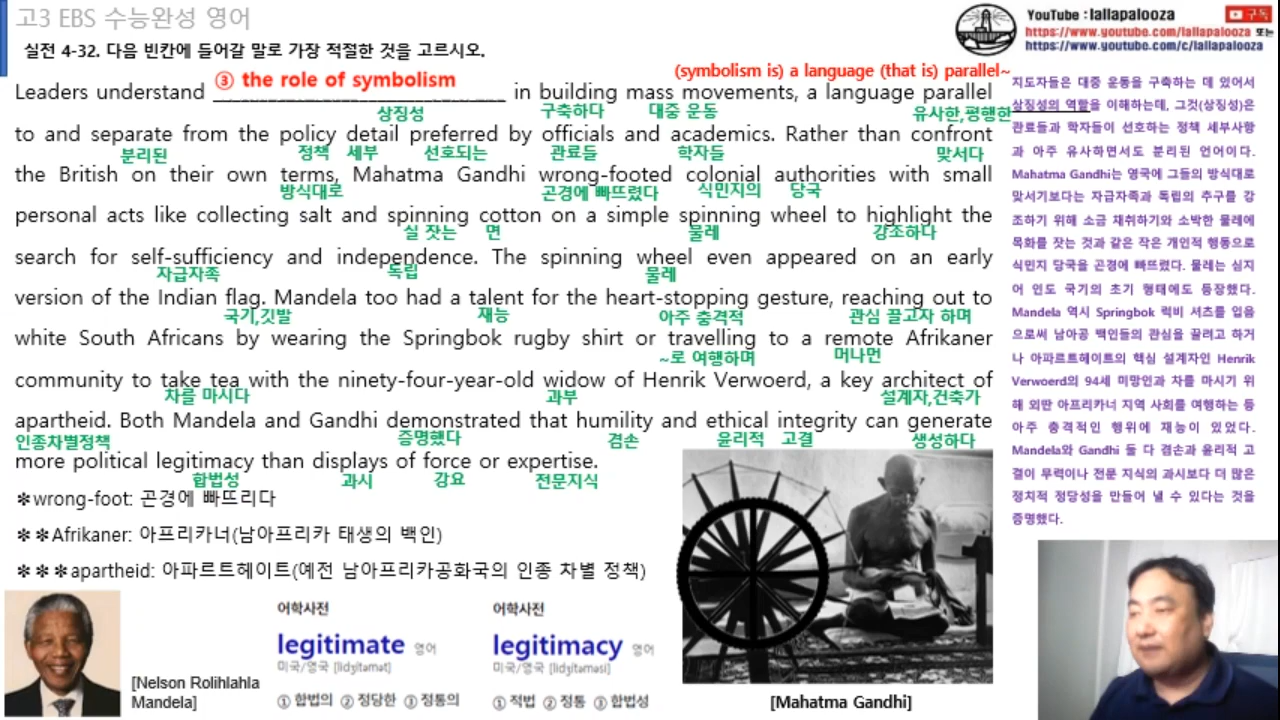 고3 EBS 수능완성 영어
실전 4-32. 다음 빈칸에 들어갈 말로 가장 적절한 것을 고르시오.
YouTube : lallapalooza 구독
https://www.youtube.com/lallapalooza 또는
https://www.youtube.com/c/lallapalooza
③ the role of symbolism
(symbolism is) a language (that is) parallel~
Leaders understand ______________________________ in building mass movements, a language parallel
상징성 구축하다 대중 운동 유사한,평행한
to and separate from the policy detail preferred by officials and academics. Rather than confront
분리된 정책 세부 선호되는 관료들 학자들 맞서다
the British on their own terms, Mahatma Gandhi wrong-footed colonial authorities with small
방식대로 곤경에 빠뜨렸다 식민지의 당국
personal acts like collecting salt and spinning cotton on a simple spinning wheel to highlight the
실 잣는 면 물레 강조하다
search for self-sufficiency and independence. The spinning wheel even appeared on an early
자급자족 독립 물레
version of the Indian flag. Mandela too had a talent for the heart-stopping gesture, reaching out to
국기,깃발 재능 아주 충격적 관심 끌고자 하며
white South Africans by wearing the Springbok rugby shirt or travelling to a remote Afrikaner
~로 여행하며 머나먼
community to take tea with the ninety-four-year-old widow of Henrik Verwoerd, a key architect of
차를 마시다 과부 설계자,건축가
apartheid. Both Mandela and Gandhi demonstrated that humility and ethical integrity can generate
인종차별정책 증명했다 겸손 윤리적 고결 생성하다
more political legitimacy than displays of force or expertise.
합법성 과시 강요 전문지식
✻wrong-foot: 곤경에 빠뜨리다
✻✻Afrikaner: 아프리카너(남아프리카 태생의 백인)
✻✻✻apartheid: 아파르트헤이트(예전 남아프리카공화국의 인종 차별 정책)
지도자들은 대중 운동을 구축하는 데 있어서
상징성의 역할을 이해하는데, 그것(상징성)은
관료들과 학자들이 선호하는 정책 세부사항
과 아주 유사하면서도 분리된 언어이다.
Mahatma Gandhi는 영국에 그들의 방식대로
맞서기보다는 자급자족과 독립의 추구를 강
조하기 위해 소금 채취하기와 소박한 물레에
목화를 잣는 것과 같은 작은 개인적 행동으로
식민지 당국을 곤경에 빠뜨렸다. 물레는 심지
어 인도 국기의 초기 형태에도 등장했다.
Mandela 역시 Springbok 럭비 셔츠를 입음
으로써 남아공 백인들의 관심을 끌려고 하거
나 아파르트헤이트의 핵심 설계자인 Henrik
Verwoerd의 94세 미망인과 차를 마시기 위
해 외딴 아프리카너 지역 사회를 여행하는 등
아주 충격적인 행위에 재능이 있었다.
Mandela와 Gandhi 둘 다 겸손과 윤리적 고
결이 무력이나 전문 지식의 과시보다 더 많은
정치적 정당성을 만들어 낼 수 있다는 것을
증명했다.
[Nelson Rolihlahla
Mandela]
어학사전
legitimate 영어
미국/영국 [lɪdʒítəmət]
① 합법의 ② 정당한 ③ 정통의
어학사전
legitimacy 영어
미국/영국 [lɪdʒítəməsi]
① 적법 ② 정통 ③ 합법성
[Mahatma Gandhi]